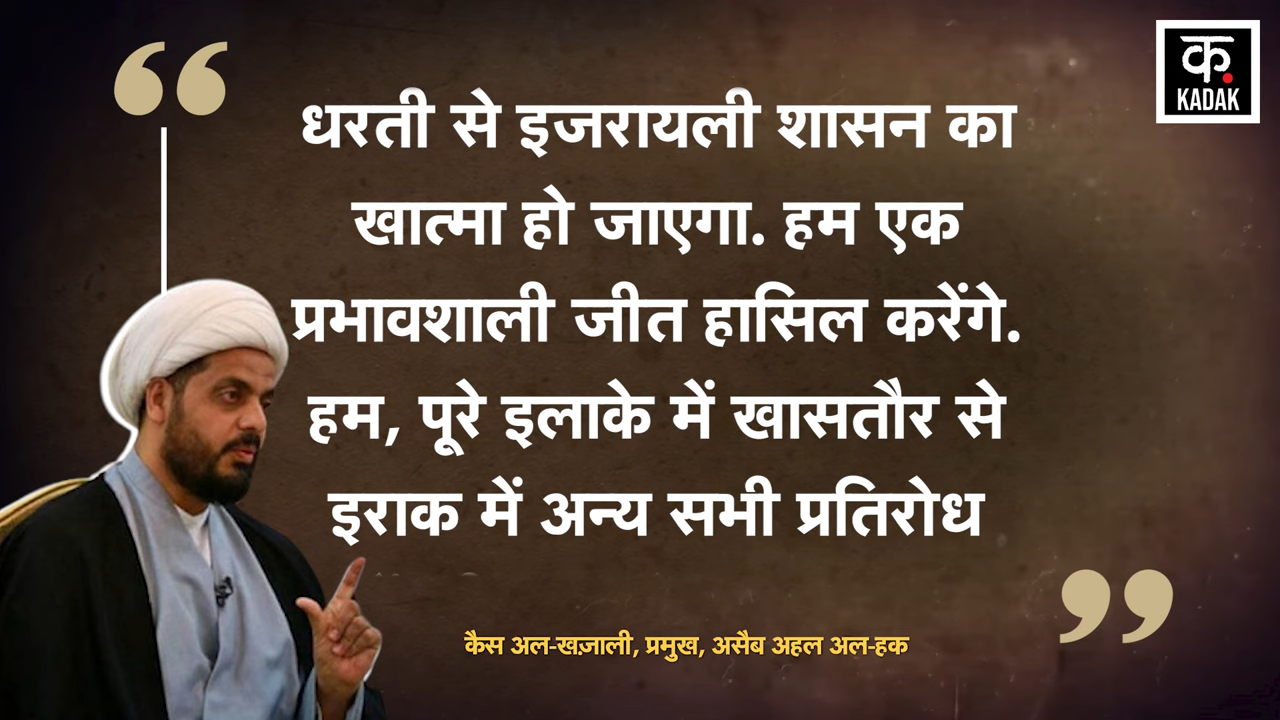 क.
KADAK
“
धरती से इजरायली शासन का
खात्मा हो जाएगा. हम एक
प्रभावशाली जीत हासिल करेंगे.
हम, पूरे इलाके में खासतौर से
इराक में अन्य सभी प्रतिरोध
”
कैस अल-खज़ाली, प्रमुख, असैब अहल अल-हक